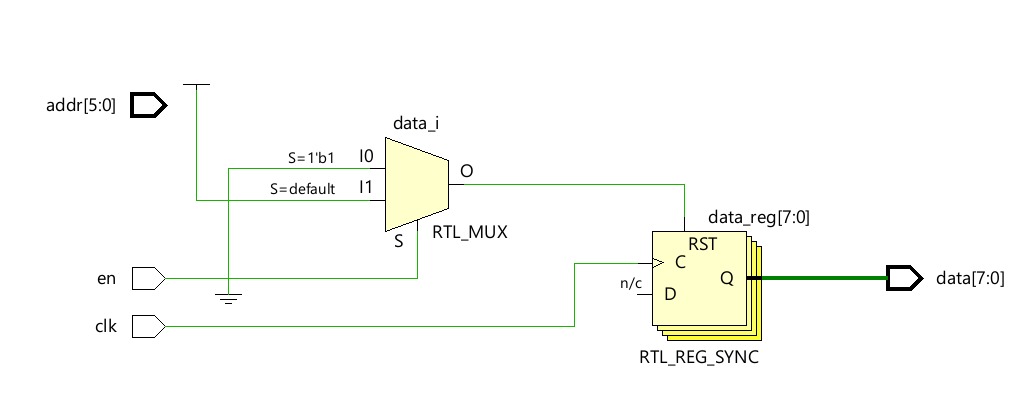 addr[5:0]
data_i
S=1'b1
I0
O
S=default
I1
S
RTL_MUX
data_reg[7:0]
RST
C
en
n/c
D
Q
data[7:0]
clk
RTL_REG_SYNC